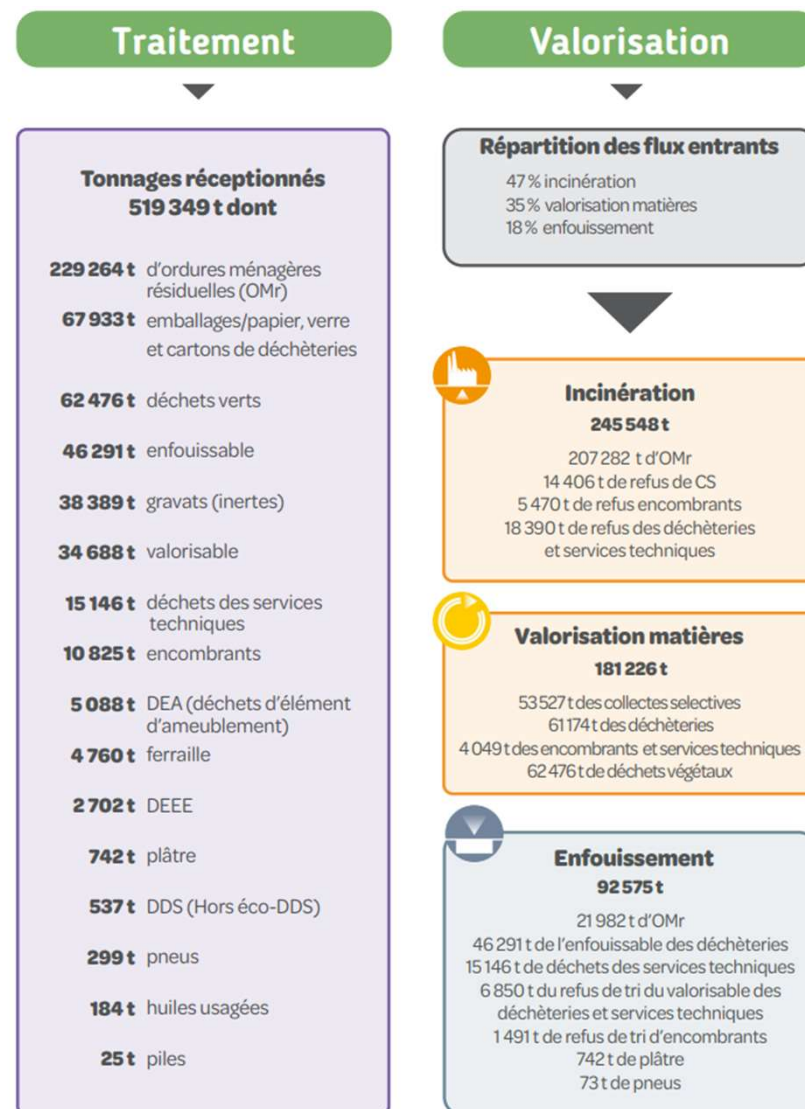 Traitement
Tonnages réceptionnés
519 349 t dont
229 264 t d'ordures ménagères
résiduelles (OMr)
67 933 t emballages/papier, verre
et cartons de déchèteries
62 476 t déchets verts
46 291 t enfouissable
38 389 t gravats (inertes)
34 688 t valorisable
15 146 t déchets des services
techniques
10 825 t encombrants
5 088 t DEA (déchets d'élément
d'ameublement)
4 760 t ferraille
2 702 t DEEE
742 t plâtre
537 t DDS (Hors éco-DDS)
299 t pneus
184 t huiles usagées
25 t piles
Valorisation
Répartition des flux entrants
47 % incinération
35 % valorisation matières
18 % enfouissement
Incinération
245 548 t
207 282 t d'OMr
14 406 t de refus de CS
5 470 t de refus encombrants
18 390 t de refus des déchèteries
et services techniques
Valorisation matières
181 226 t
53 527 t des collectes selectives
61 174 t des déchèteries
4 049 t des encombrants et services techniques
62 476 t de déchets végétaux
Enfouissement
92 575 t
21 982 t d'OMr
46 291 t de l'enfouissable des déchèteries
15 146 t de déchets des services techniques
6 850 t du refus de tri du valorisable des
déchèteries et services techniques
1 491 t de refus de tri d'encombrants
742 t de plâtre
73 t de pneus